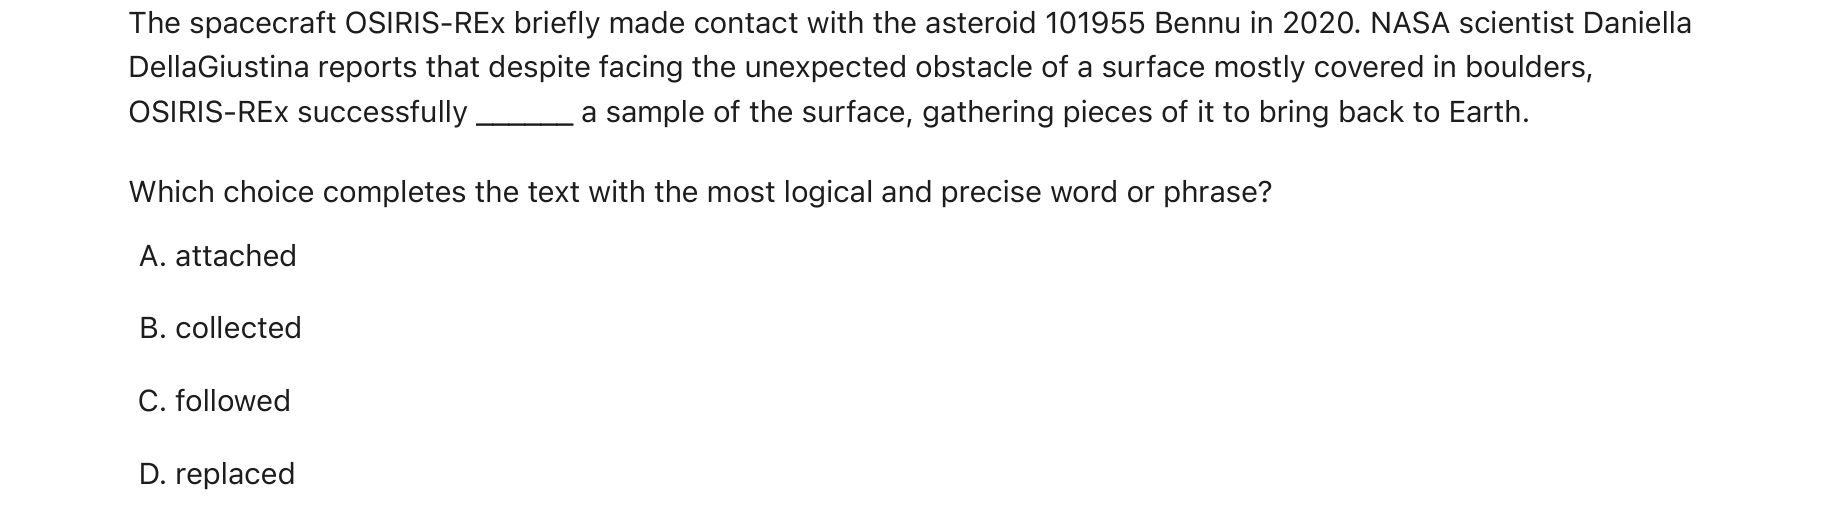 The spacecraft OSIRIS-REx briefly made contact with the asteroid 101955 Bennu in 2020. NASA scientist Daniella
DellaGiustina reports that despite facing the unexpected obstacle of a surface mostly covered in boulders,
OSIRIS-REx successfully ______ a sample of the surface, gathering pieces of it to bring back to Earth.
Which choice completes the text with the most logical and precise word or phrase?
A. attached
B. collected
C. followed
D. replaced